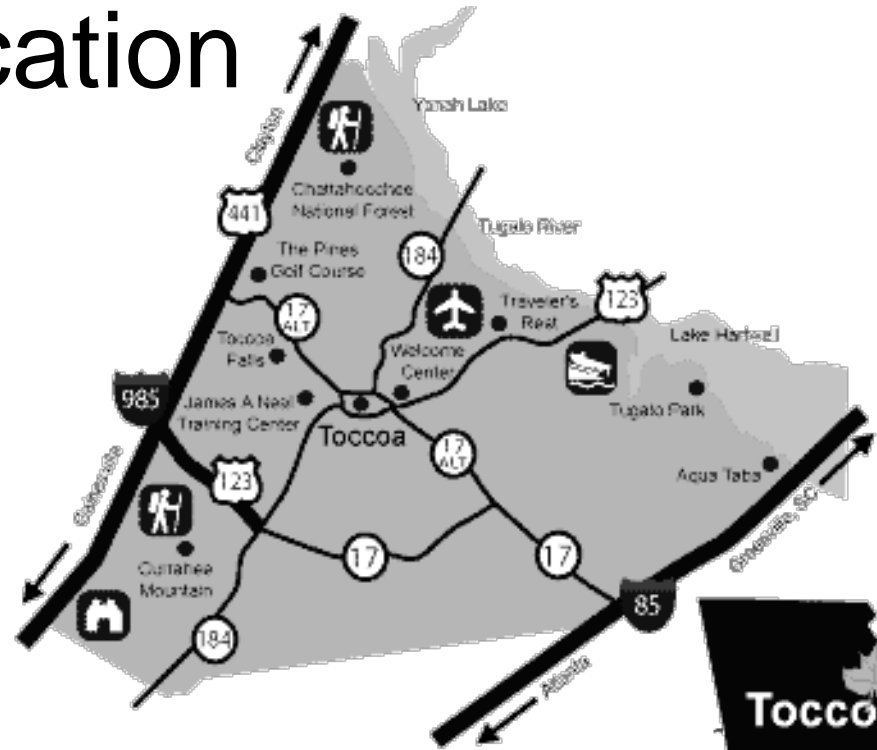 cation
Clayton
Yonah Lake
441
Chattahoochee
National Forest
Tugalo River
184
The Pines
Golf Course
17
ALT
Traveler's
Rest
123
Toccoa
Falls
Welcome
Center
Lake Hartwell
985
James A Neal
Training Center
Toccoa
Tugalo Park
17
ALT
Gainesville
123
Aqua Taba
Greenville, SC
Currahee
Mountain
17
17
85
184
Atlanta
Tocco